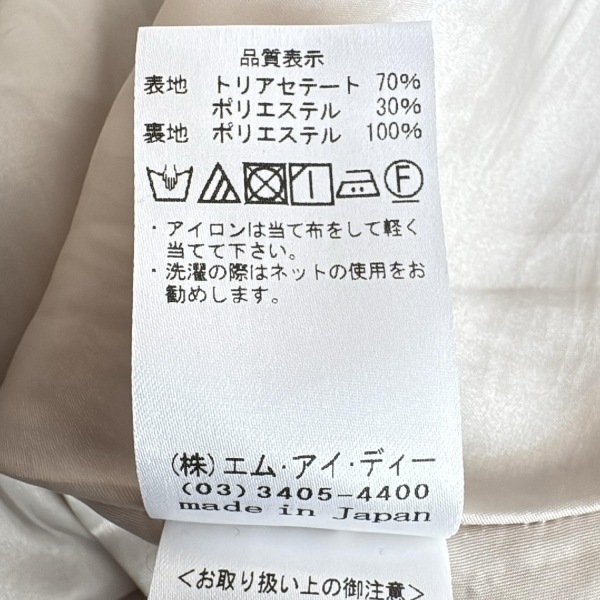 品質表示
表地 トリアセテート 70%
ポリエステル 30%
裏地 ポリエステル 100%
F
・アイロンは当て布をして軽く
当てて下さい。
・洗濯の際はネットの使用をお
勧めします。
(株)エム・アイ・ディー
(03)3405-4400
made in Japan
<お取り扱い上の御注意>